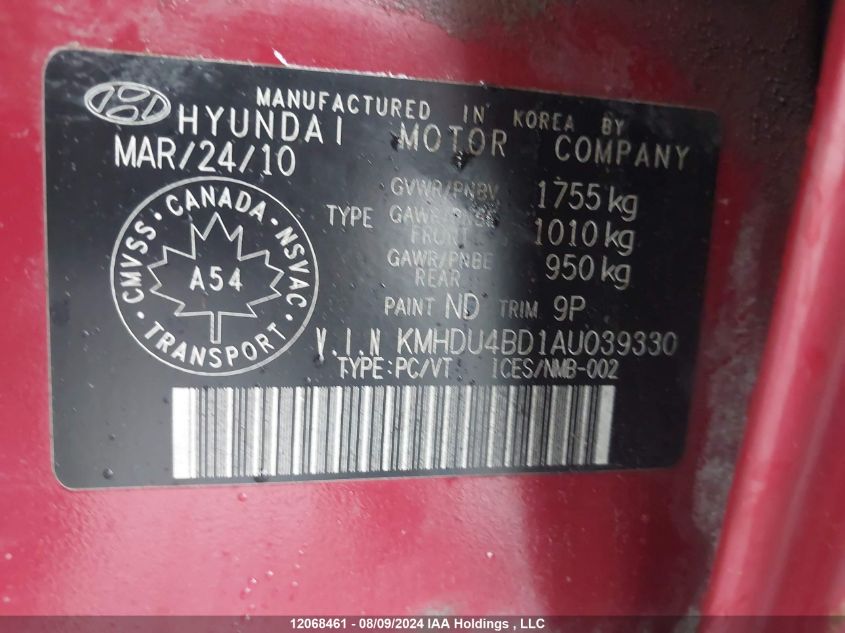 MANUFACTURED IN KOREA BY
HYUNDAI MOTOR COMPANY
MAR/24/10
GVWR/PNBV 1755 kg
TYPE GAWR/PNBE FRONT 1010 kg
GAWR/PNBE REAR 950 kg
PAINT ND TRIM 9P
CMVSS · CANADA · NSVAC · TRANSPORT ·
A54
V.I.N KMHDU4BD1AU039330
TYPE:PC/VT ICES/NMB-002
12068461 - 08/09/2024 IAA Holdings , LLC